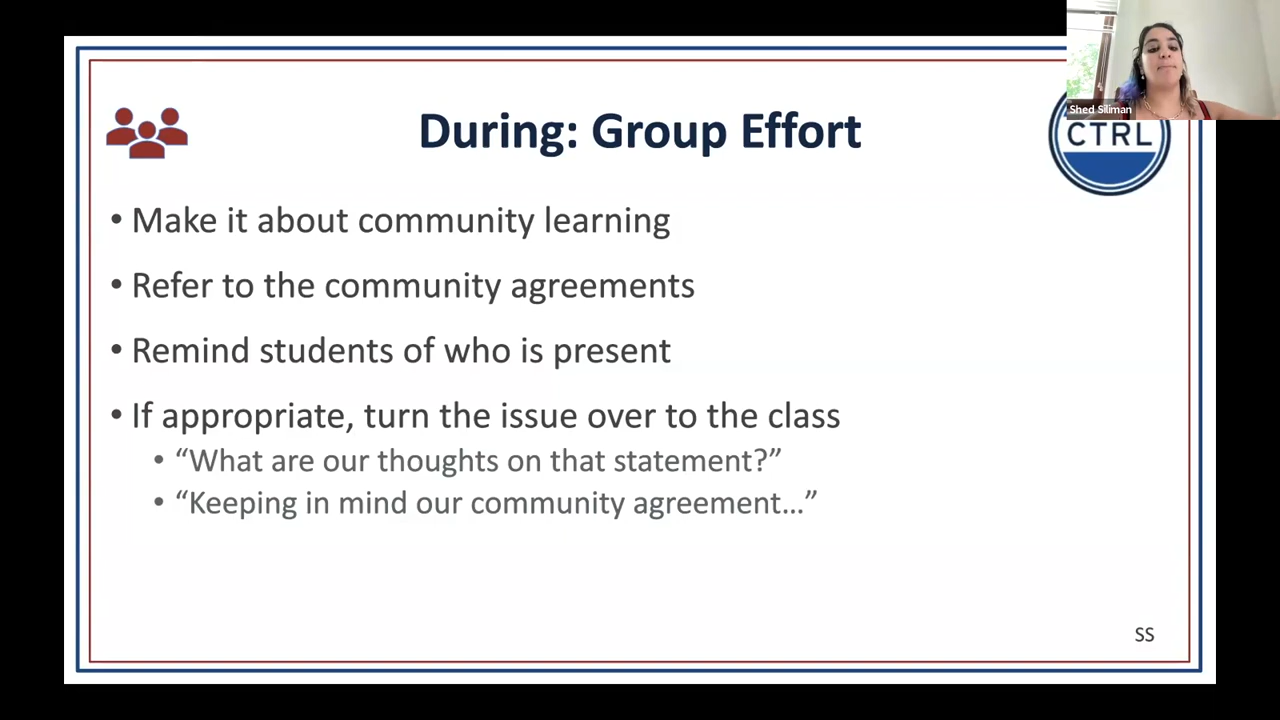 Shed Siliman
During: Group Effort
CTRL
• Make it about community learning
• Refer to the community agreements
• Remind students of who is present
• If appropriate, turn the issue over to the class
• “What are our thoughts on that statement?”
• “Keeping in mind our community agreement…”
SS